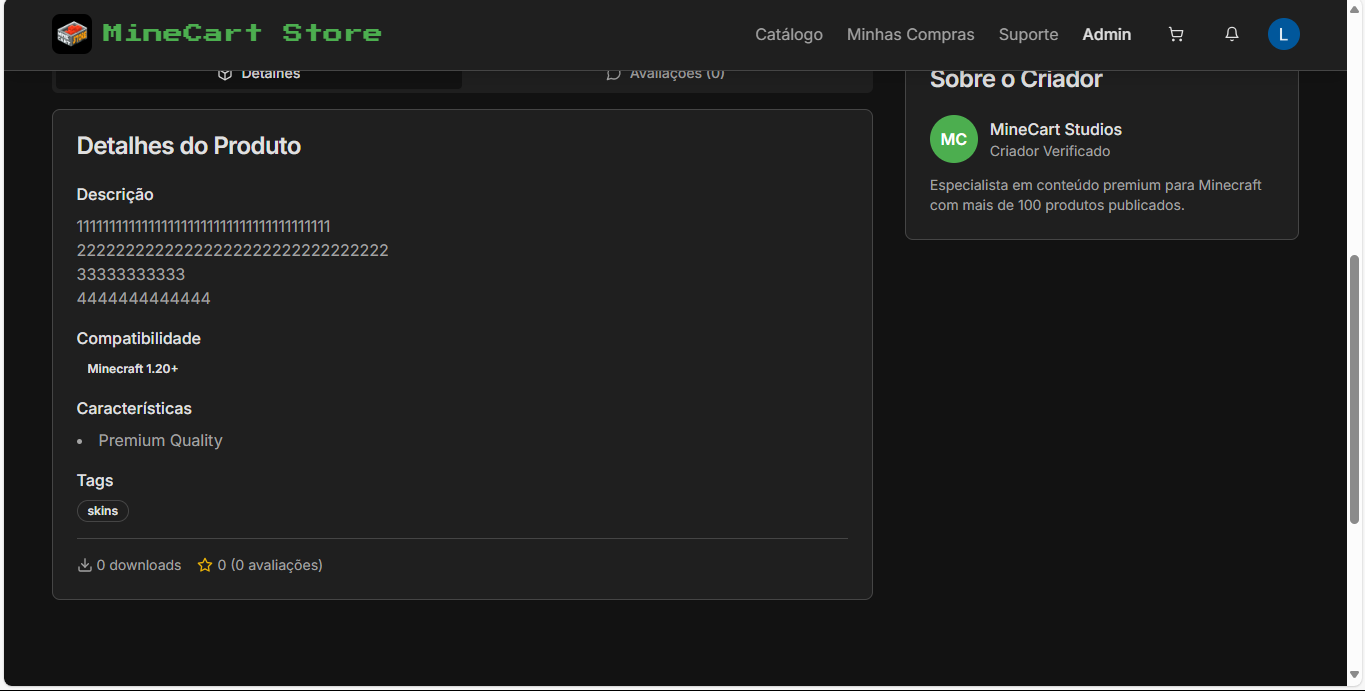 MineCart Store
Catálogo Minhas Compras Suporte Admin L
Detalhes Avaliações (0)
Detalhes do Produto
Descrição
111111111111111111111111111111111111111
2222222222222222222222222222222
33333333333
4444444444444
Compatibilidade
Minecraft 1.20+
Características
Premium Quality
Tags
skins
0 downloads 0 (0 avaliações)
Sobre o Criador
MC
MineCart Studios
Criador Verificado
Especialista em conteúdo premium para Minecraft
com mais de 100 produtos publicados.